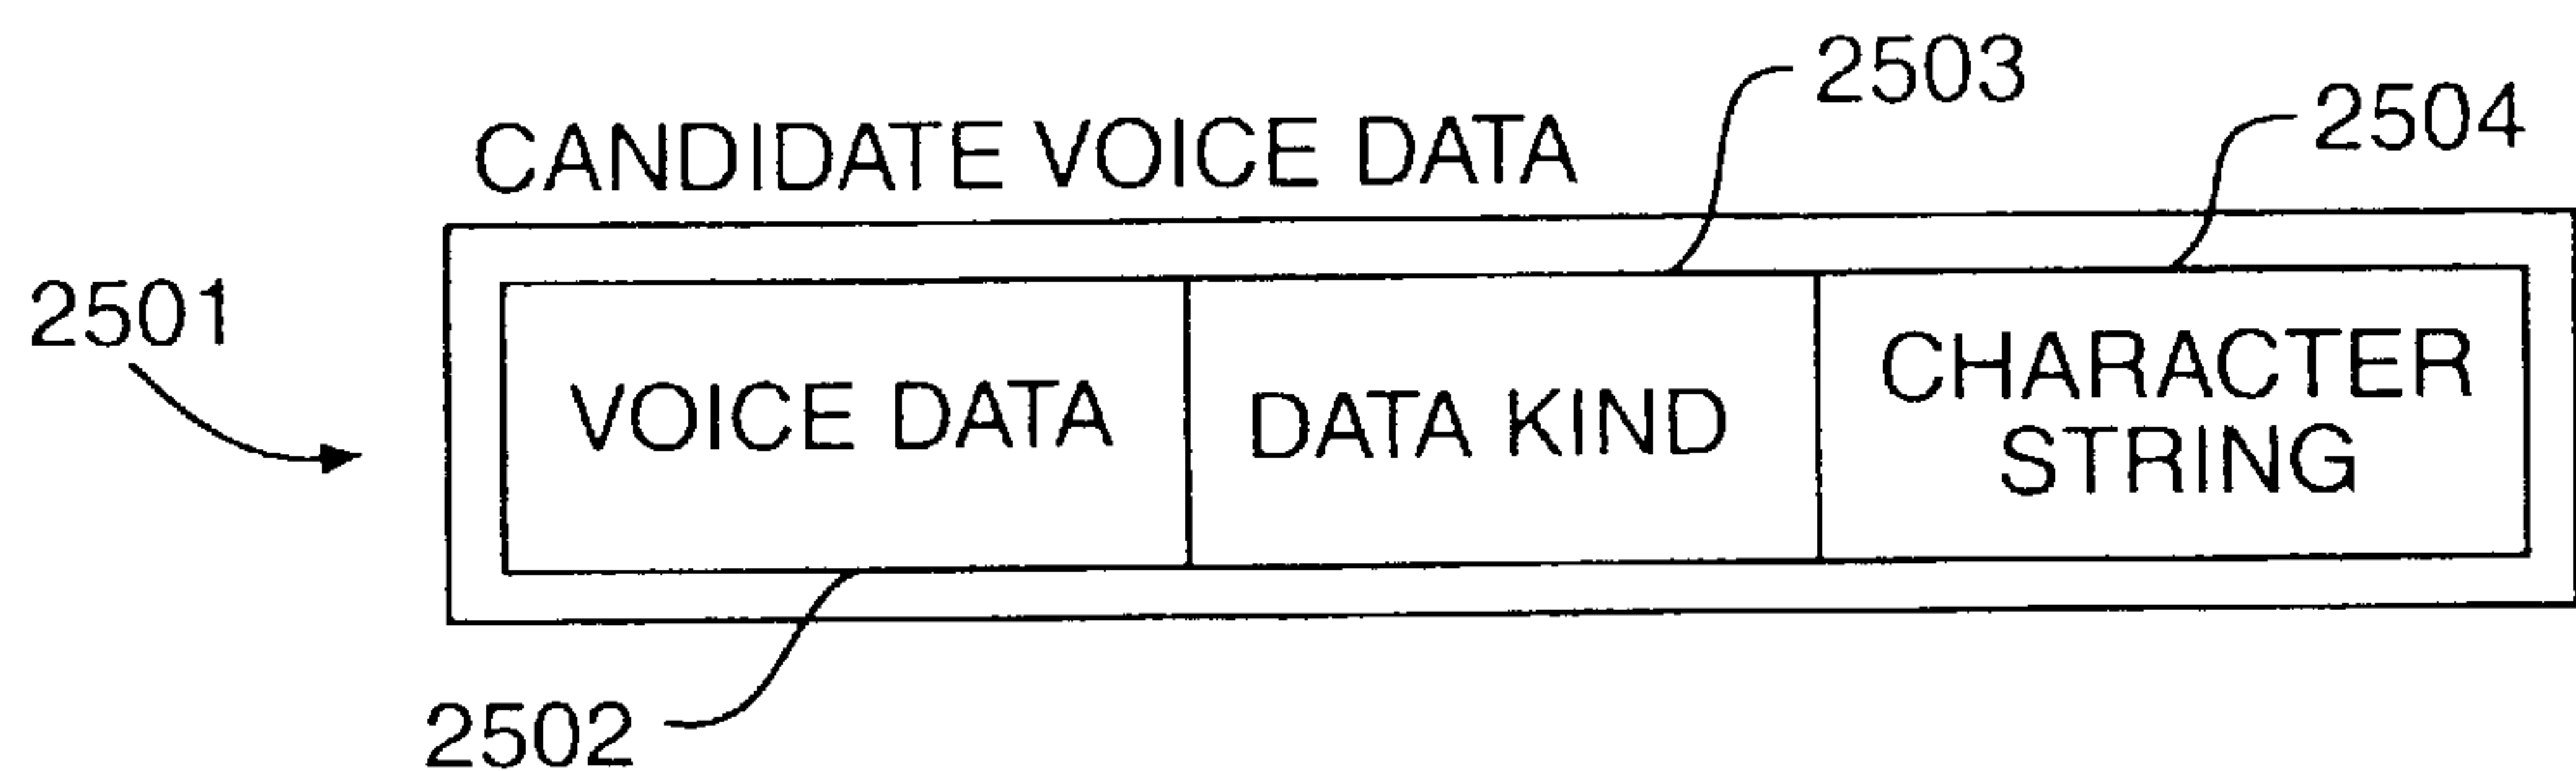 2503
2504
CANDIDATE VOICE DATA
2501
VOICE DATA
DATA KIND
CHARACTER
STRING
2502